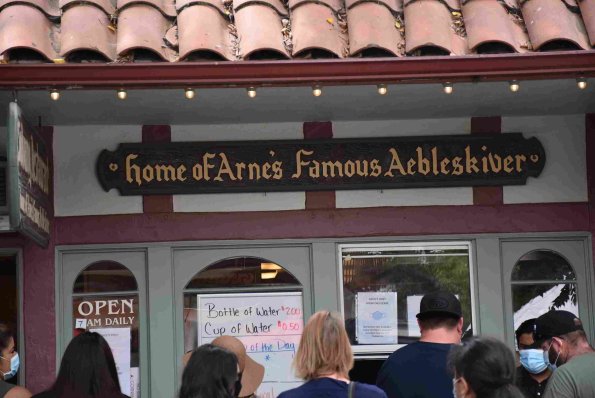 Home of Arne's Famous Aebleskiver
OPEN
7 AM DAILY
Bottle of Water $2.00
Cup of Water $0.50
of the Day